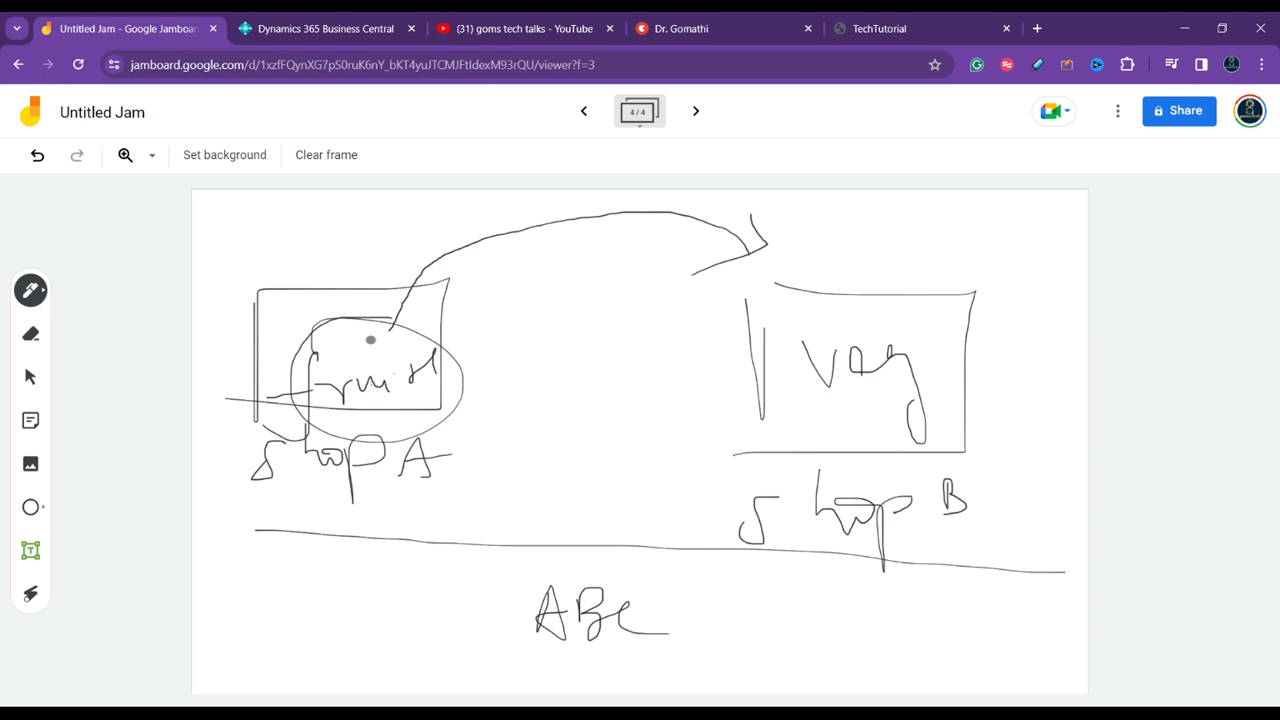 Untitled Jam - Google Jamboar
Dynamics 365 Business Central
(31) goms tech talks - YouTube
Dr. Gomathi
TechTutorial
jamboard.google.com/d/1xzfFQynXG7pS0ruK6nY_bKT4yuJTCMJFtIdexM93rQU/viewer?f=3
Untitled Jam
4 / 4
Share
Set background
Clear frame
veg
Shop A
Shop B
ABC